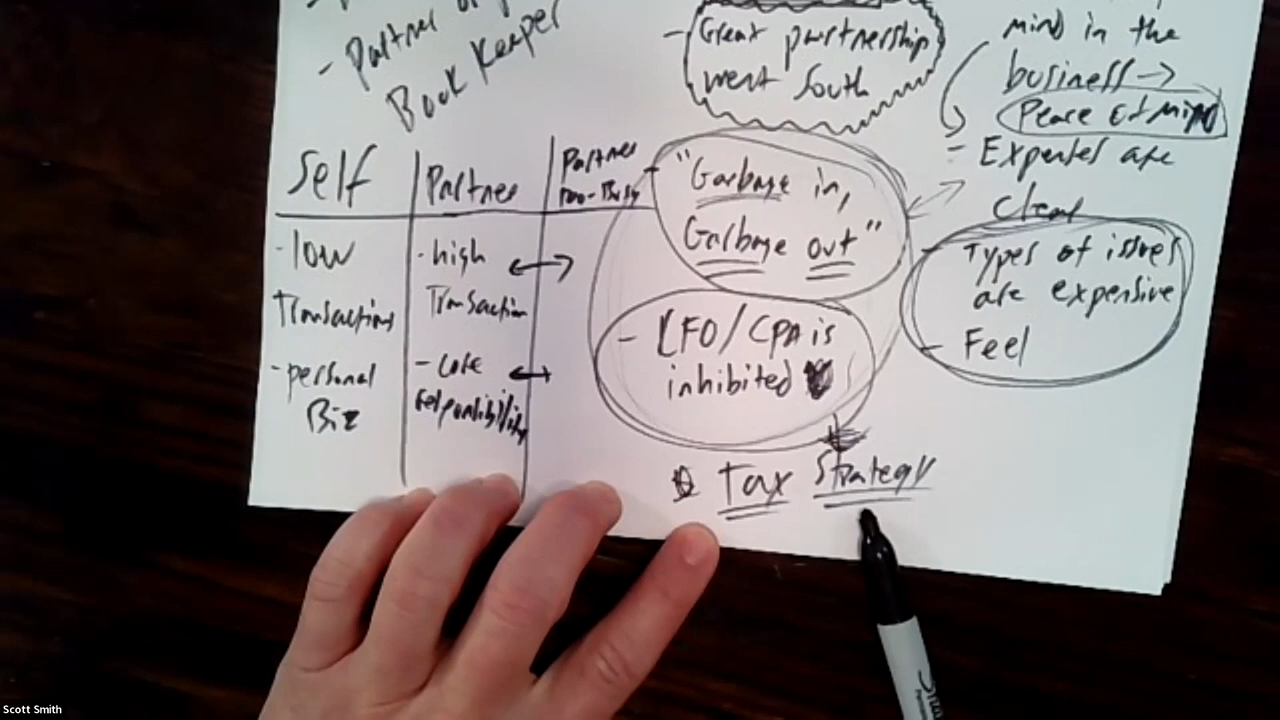 - Partner or
Book Keeper
Self
- low
Transactions
- personal
Biz
Partner
- high
Transaction
- Core
Responsibility
Partner
- Great partnership
went South
- "Garbage in,
Garbage out"
- CFO/CPA is
inhibited
$ Tax Strategy
mind in the
business →
Peace of Mind
- Expenses are
Clear
- Types of issues
are expensive
- Feel
Scott Smith